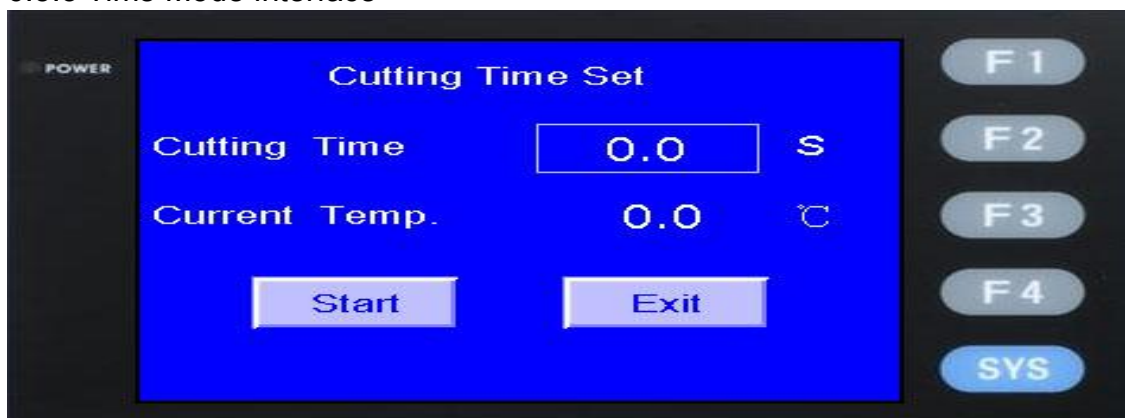 POWER
Cutting Time Set
Cutting Time 0.0 S
Current Temp. 0.0 ℃
Start Exit
F1
F2
F3
F4
SYS